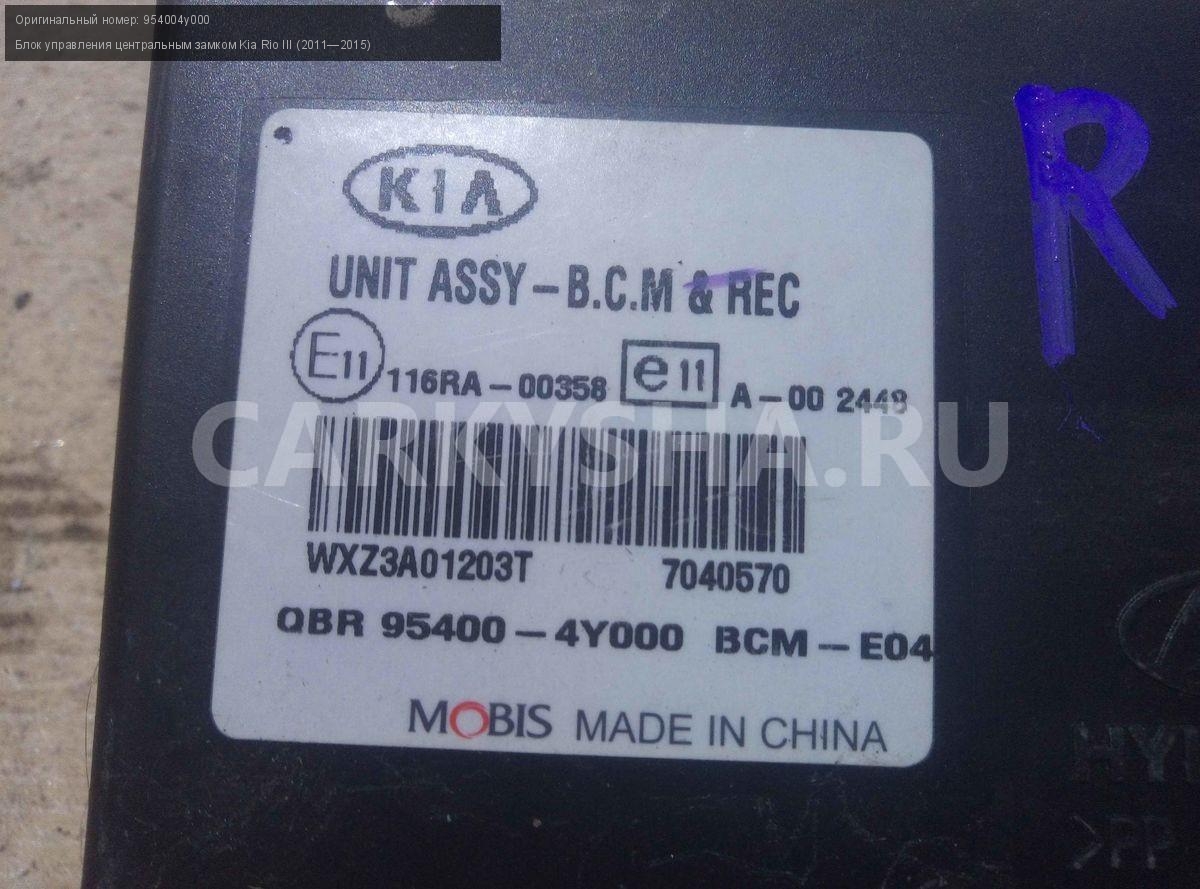 Оригинальный номер: 954004y000
Блок управления центральным замком Kia Rio III (2011—2015)
R
KIA
UNIT ASSY-B.C.M & REC
E11 116RA-00358 e11 A-00 2448
CARKYSHA.RU
WXZ3A01203T 7040570
QBR 95400-4Y000 BCM-E04
MOBIS MADE IN CHINA
>PP